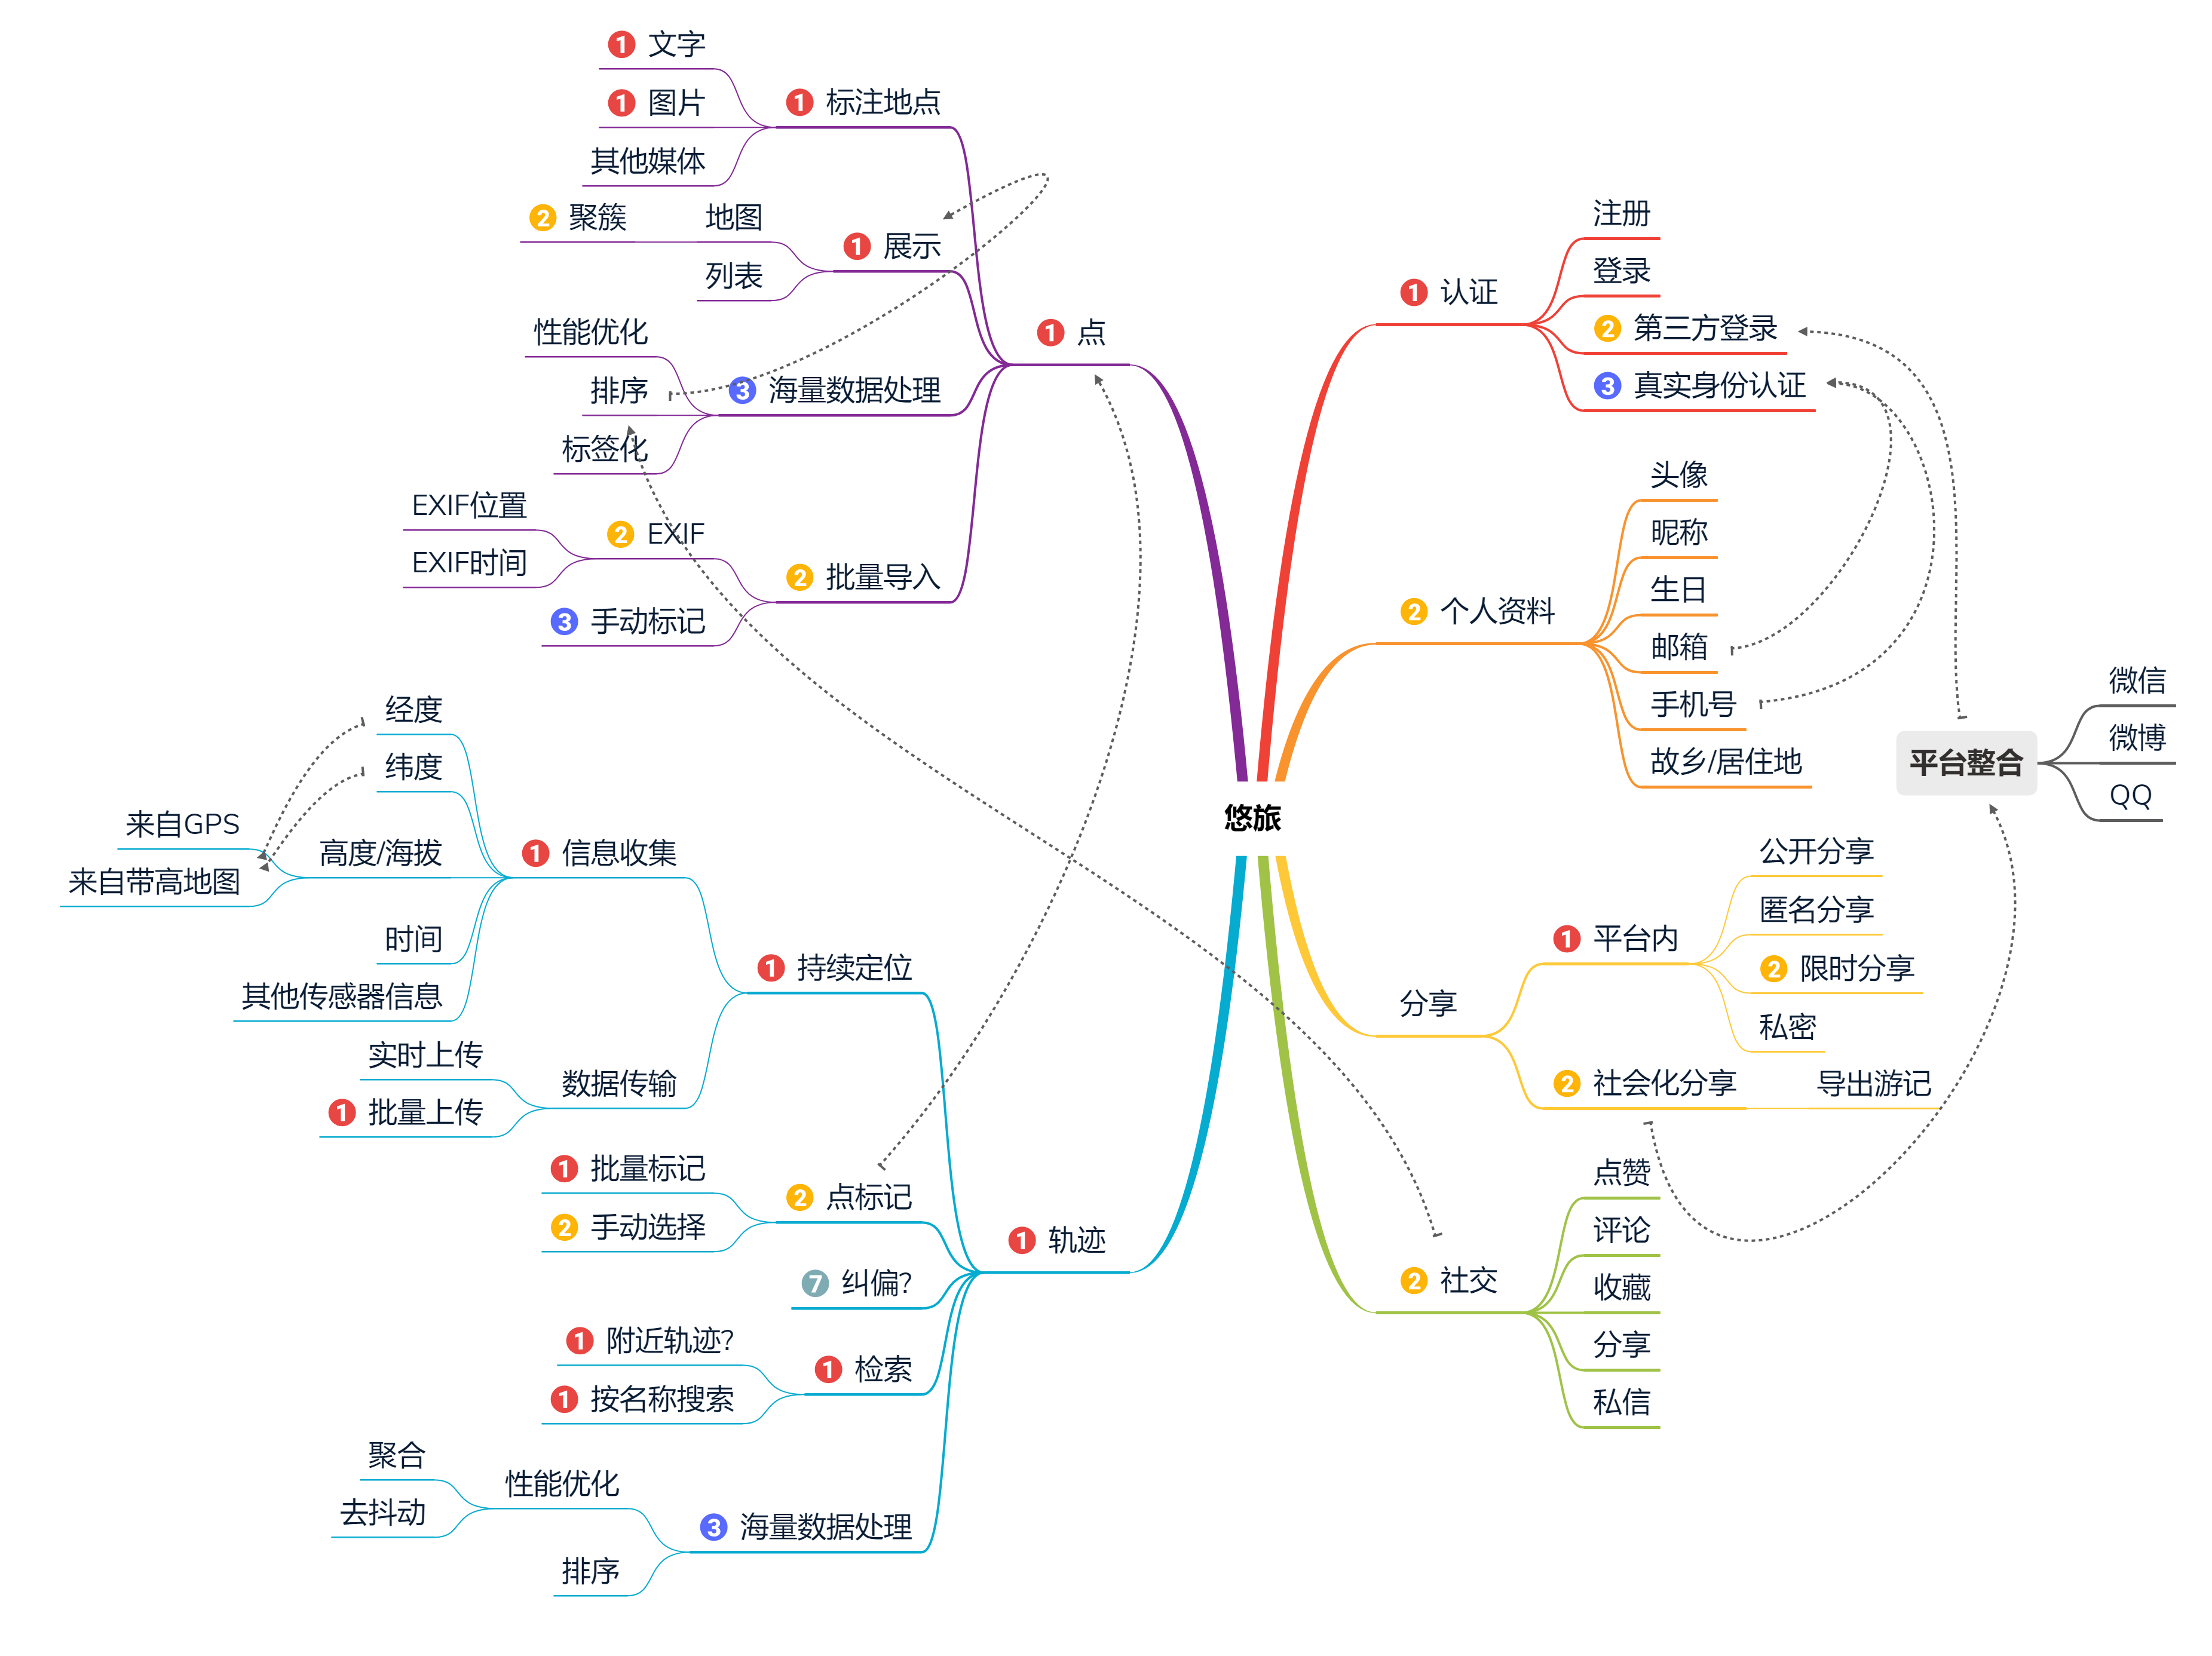 悠旅
1 认证
注册
登录
2 第三方登录
3 真实身份认证
2 个人资料
头像
昵称
生日
邮箱
手机号
故乡/居住地
分享
1 平台内
公开分享
匿名分享
2 限时分享
私密
2 社会化分享
导出游记
2 社交
点赞
评论
收藏
分享
私信
平台整合
微信
微博
QQ
1 点
1 标注地点
1 文字
1 图片
其他媒体
1 展示
地图
2 聚簇
列表
3 海量数据处理
性能优化
排序
标签化
2 批量导入
2 EXIF
EXIF位置
EXIF时间
3 手动标记
1 轨迹
1 持续定位
1 信息收集
经度
纬度
高度/海拔
来自GPS
来自带高地图
时间
其他传感器信息
数据传输
实时上传
1 批量上传
2 点标记
1 批量标记
2 手动选择
7 纠偏?
1 检索
1 附近轨迹?
1 按名称搜索
3 海量数据处理
性能优化
聚合
去抖动
排序